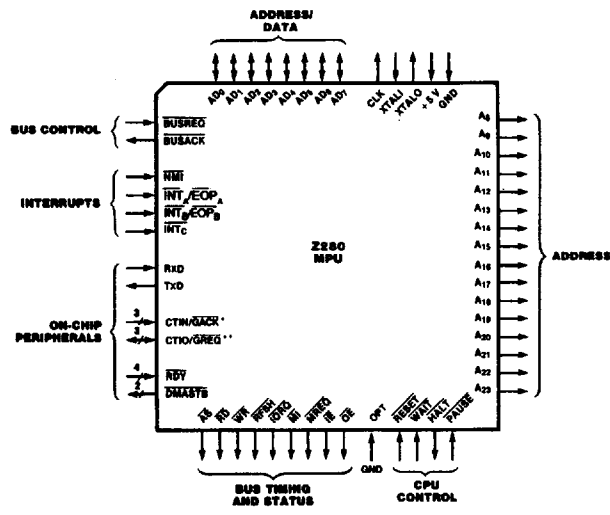 ADDRESS/
DATA
AD0 AD1 AD2 AD3 AD4 AD5 AD6 AD7
CLK XTALI XTALO +5 V GND
BUS CONTROL
BUSREQ
BUSACK
INTERRUPTS
NMI
INTA/EOPA
INTB/EOPB
INTC
RXD
TXD
ON-CHIP
PERIPHERALS
3
CTIN/GACK*
3
CTIO/GREQ**
4
RDY
2
DMASTB
Z280
MPU
A8
A9
A10
A11
A12
A13
A14
A15
A16
A17
A18
A19
A20
A21
A22
A23
ADDRESS
AS RD WR RFSH IORQ MI MREQ IE OE
OPT
RESET WAIT HALT PAUSE
GND
BUS TIMING
AND STATUS
CPU
CONTROL